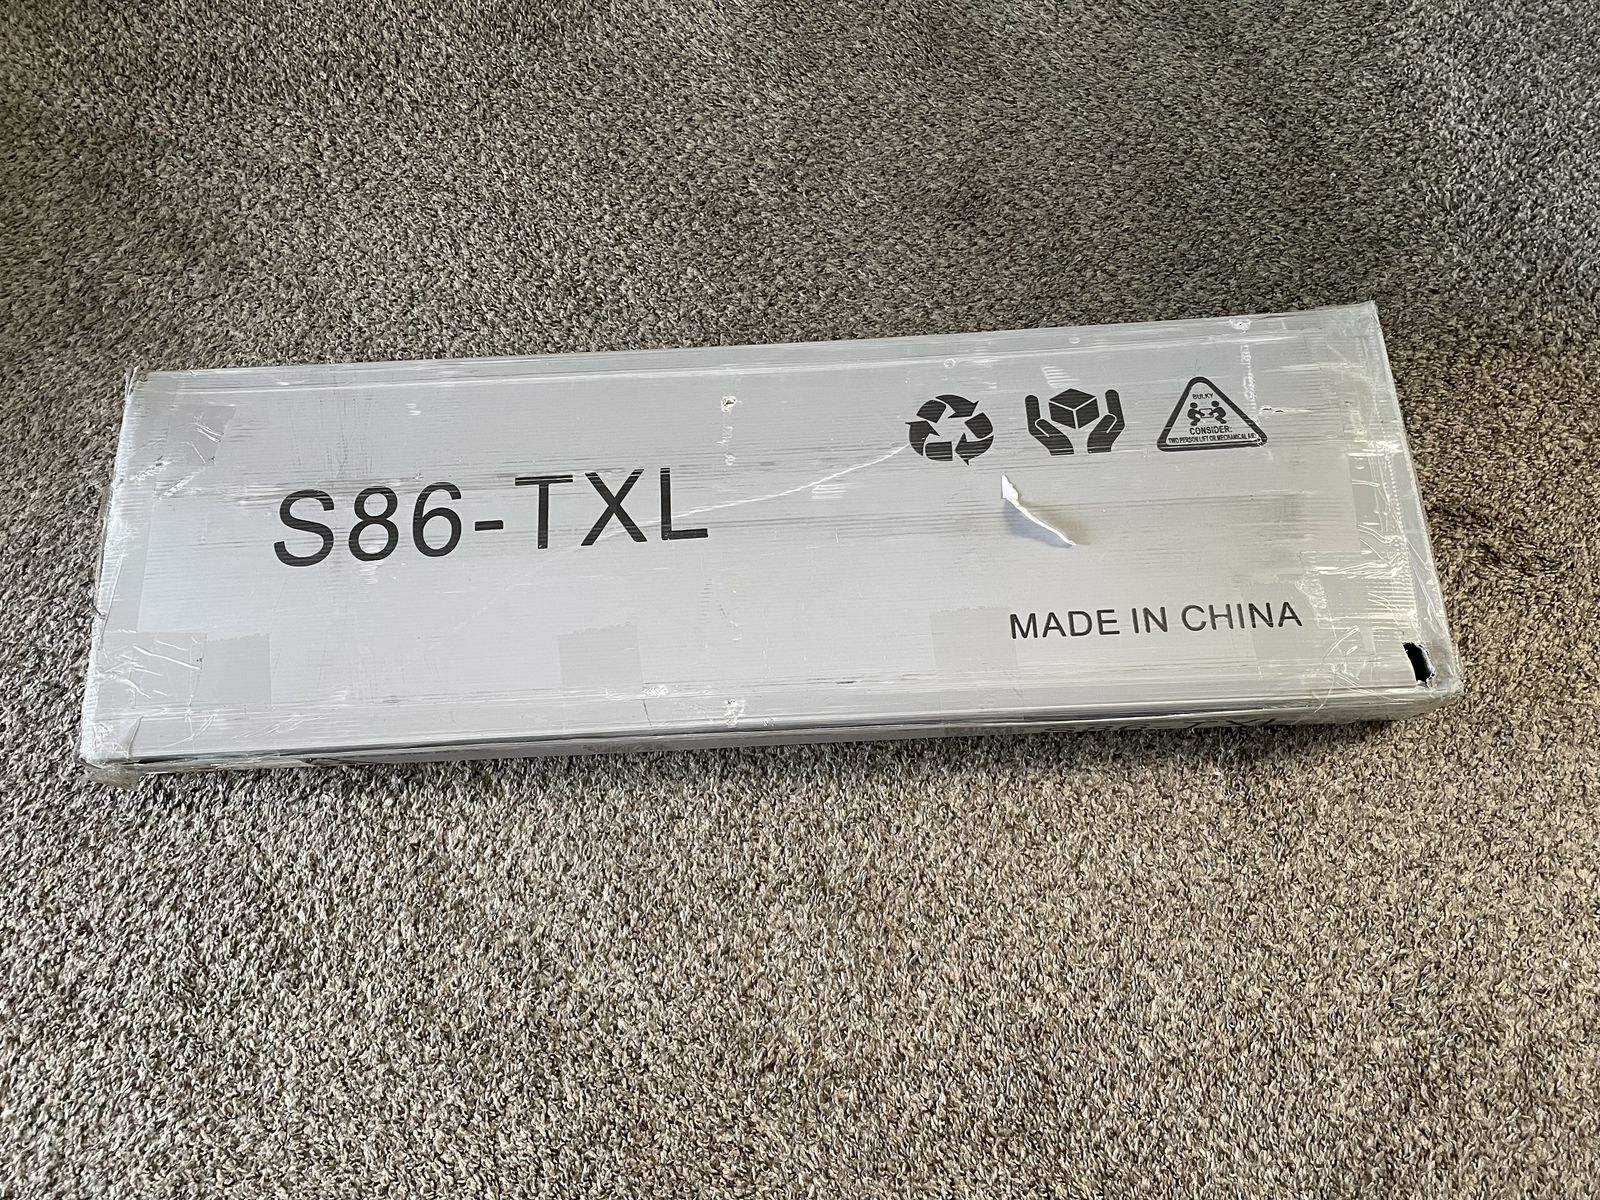 BULKY
CONSIDER:
TWO PERSON LIFT OR MECHANICAL AID
S86-TXL
MADE IN CHINA